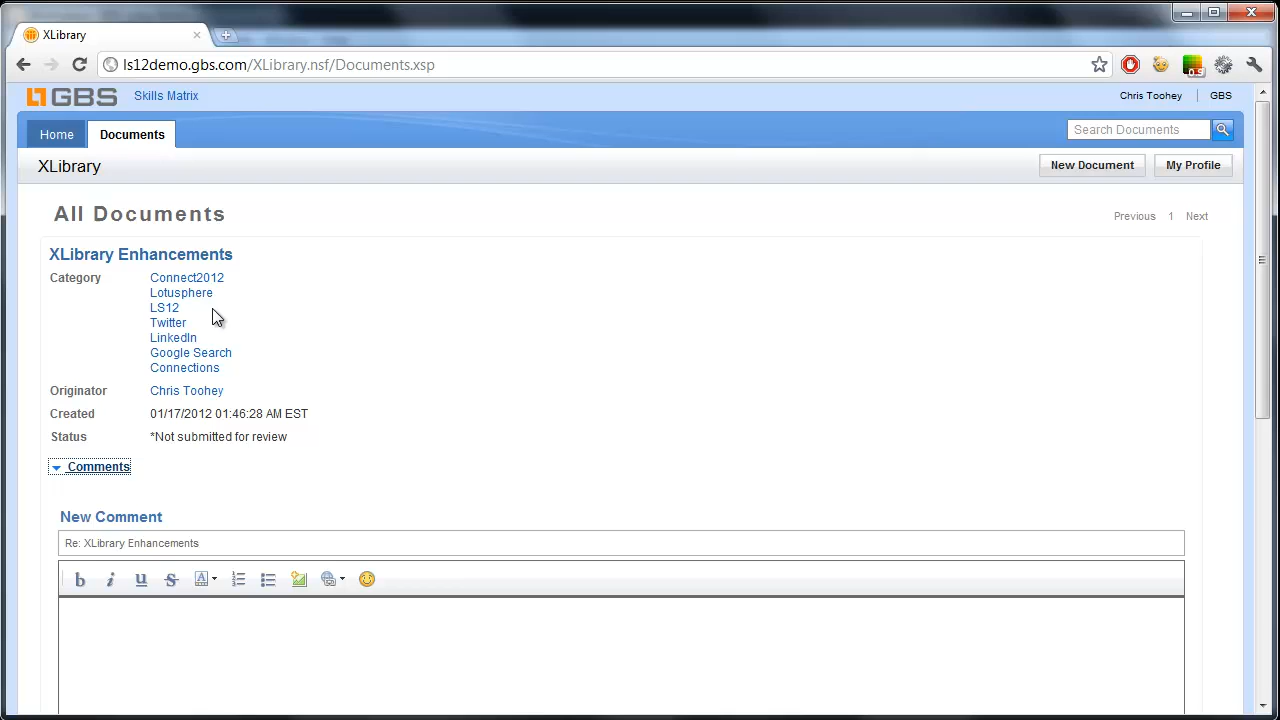 XLibrary
ls12demo.gbs.com/XLibrary.nsf/Documents.xsp
0.5
GBS Skills Matrix Chris Toohey GBS
Home Documents Search Documents
XLibrary New Document My Profile
All Documents Previous 1 Next
XLibrary Enhancements
Category Connect2012
Lotusphere
LS12
Twitter
LinkedIn
Google Search
Connections
Originator Chris Toohey
Created 01/17/2012 01:46:28 AM EST
Status *Not submitted for review
Comments
New Comment
Re: XLibrary Enhancements
b i u S A